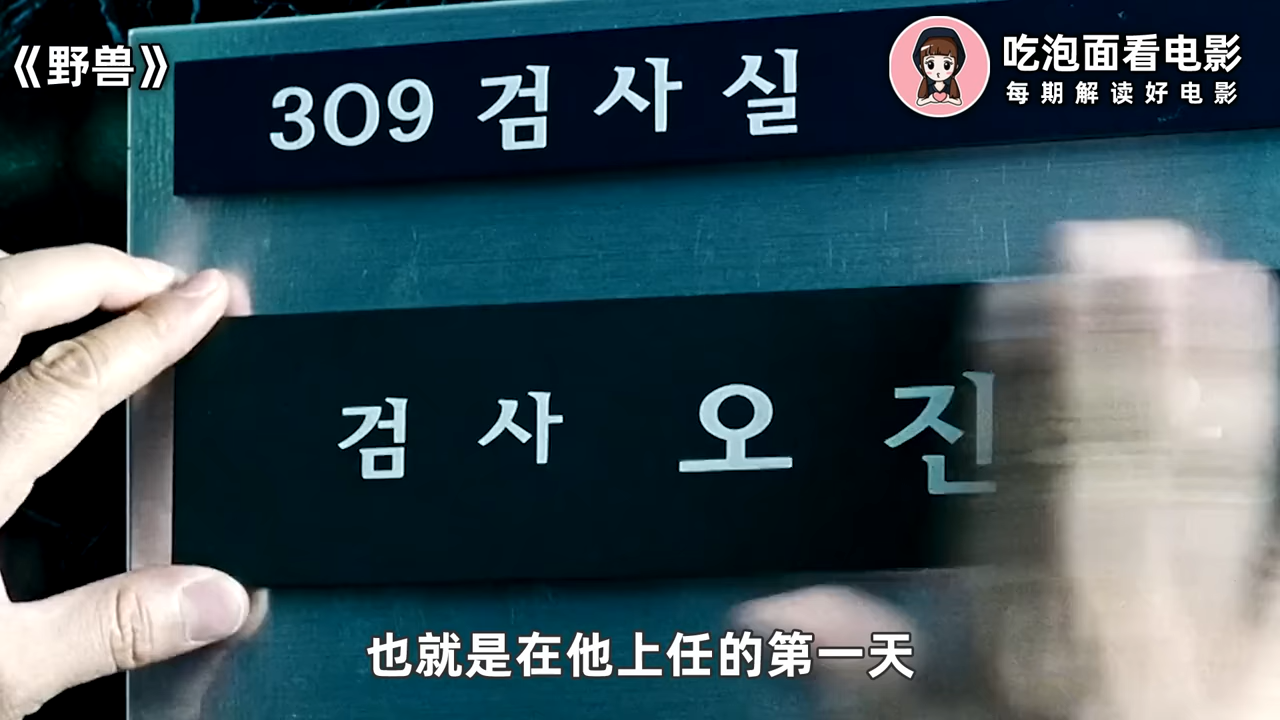 《野兽》
吃泡面看电影
每期解读好电影
309 검사실
검사 오진
也就是在他上任的第一天